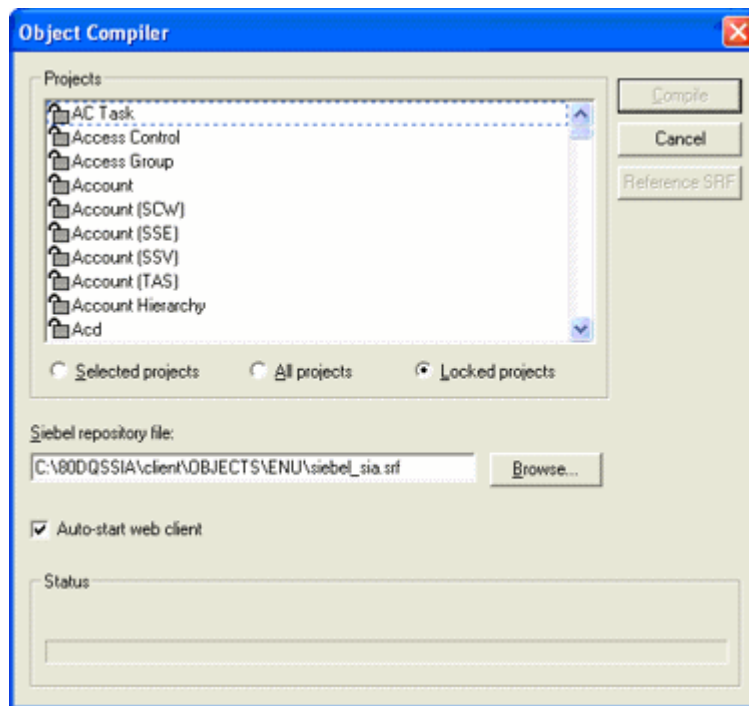 Object Compiler
Projects
AC Task
Access Control
Access Group
Account
Account (SCW)
Account (SSE)
Account (SSV)
Account (TAS)
Account Hierarchy
Acd
Selected projects All projects Locked projects
Compile
Cancel
Reference SRF
Siebel repository file:
C:\80DQSSIA\client\OBJECTS\ENU\siebel_sia.srf Browse...
Auto-start web client
Status